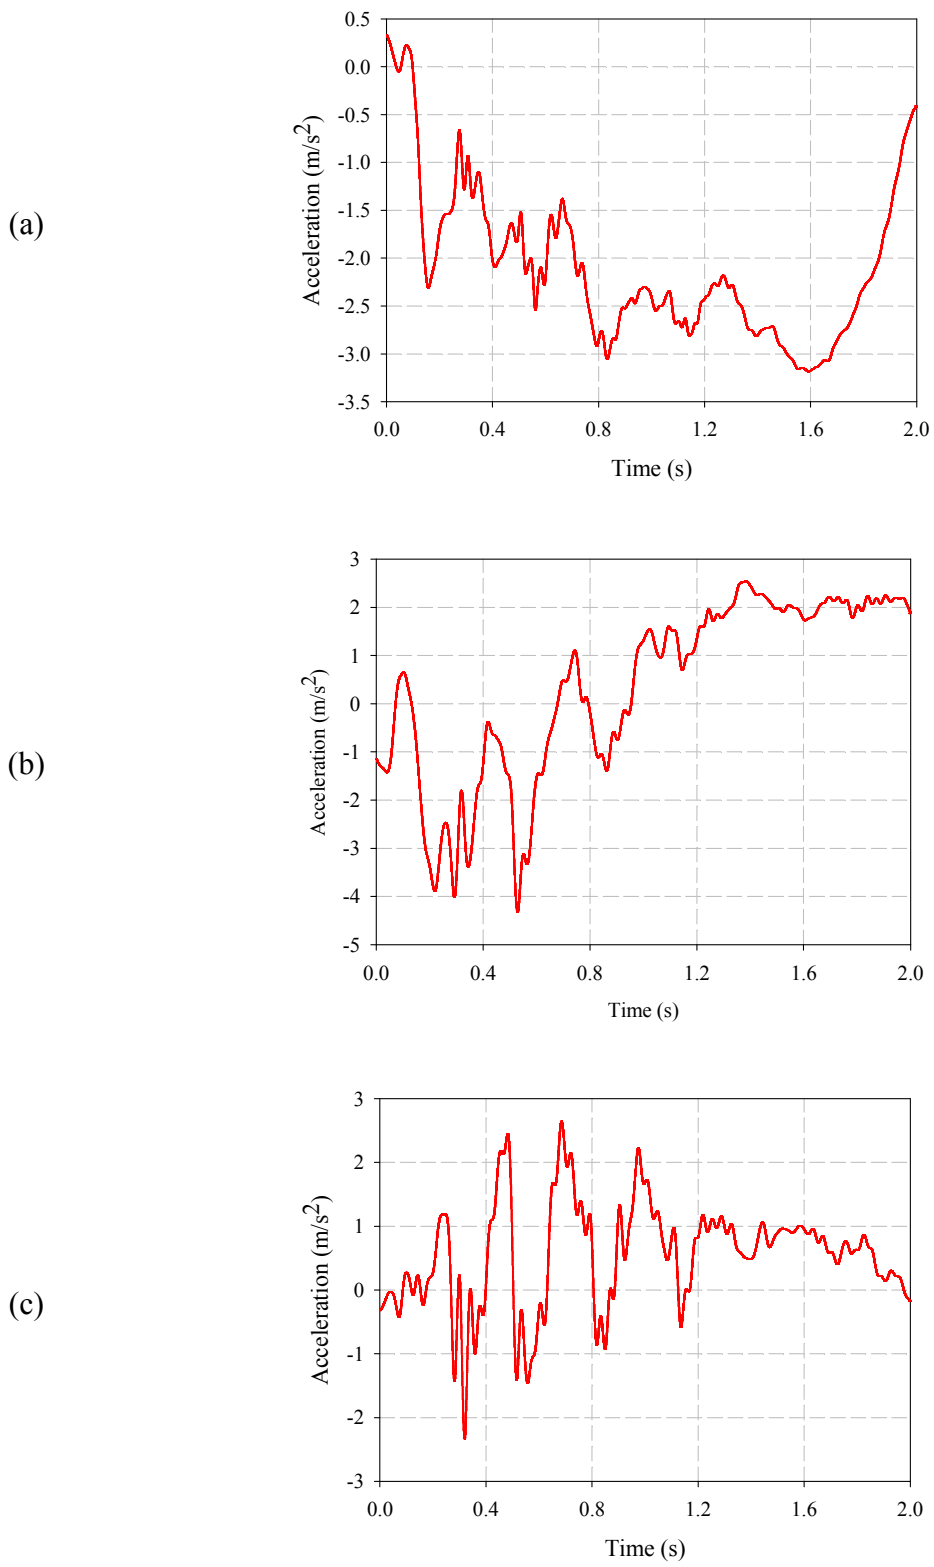 (a)
Acceleration (m/s²)
0.5
0.0
-0.5
-1.0
-1.5
-2.0
-2.5
-3.0
-3.5
0.0 0.4 0.8 1.2 1.6 2.0
Time (s)
(b)
Acceleration (m/s²)
3
2
1
0
-1
-2
-3
-4
-5
0.0 0.4 0.8 1.2 1.6 2.0
Time (s)
(c)
Acceleration (m/s²)
3
2
1
0
-1
-2
-3
0.0 0.4 0.8 1.2 1.6 2.0
Time (s)